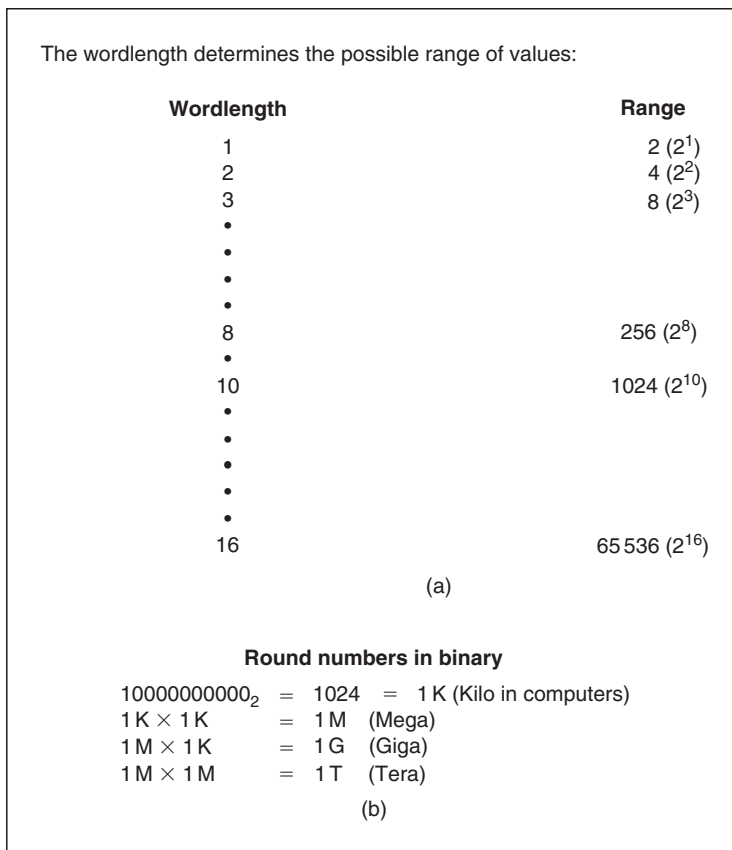 The wordlength determines the possible range of values:
Wordlength Range
1 2 (2¹)
2 4 (2²)
3 8 (2³)
•
•
•
•
8 256 (2⁸)
•
10 1024 (2¹⁰)
•
•
•
•
•
16 65 536 (2¹⁶)
(a)
Round numbers in binary
10000000000₂ = 1024 = 1 K (Kilo in computers)
1 K × 1 K = 1 M (Mega)
1 M × 1 K = 1 G (Giga)
1 M × 1 M = 1 T (Tera)
(b)